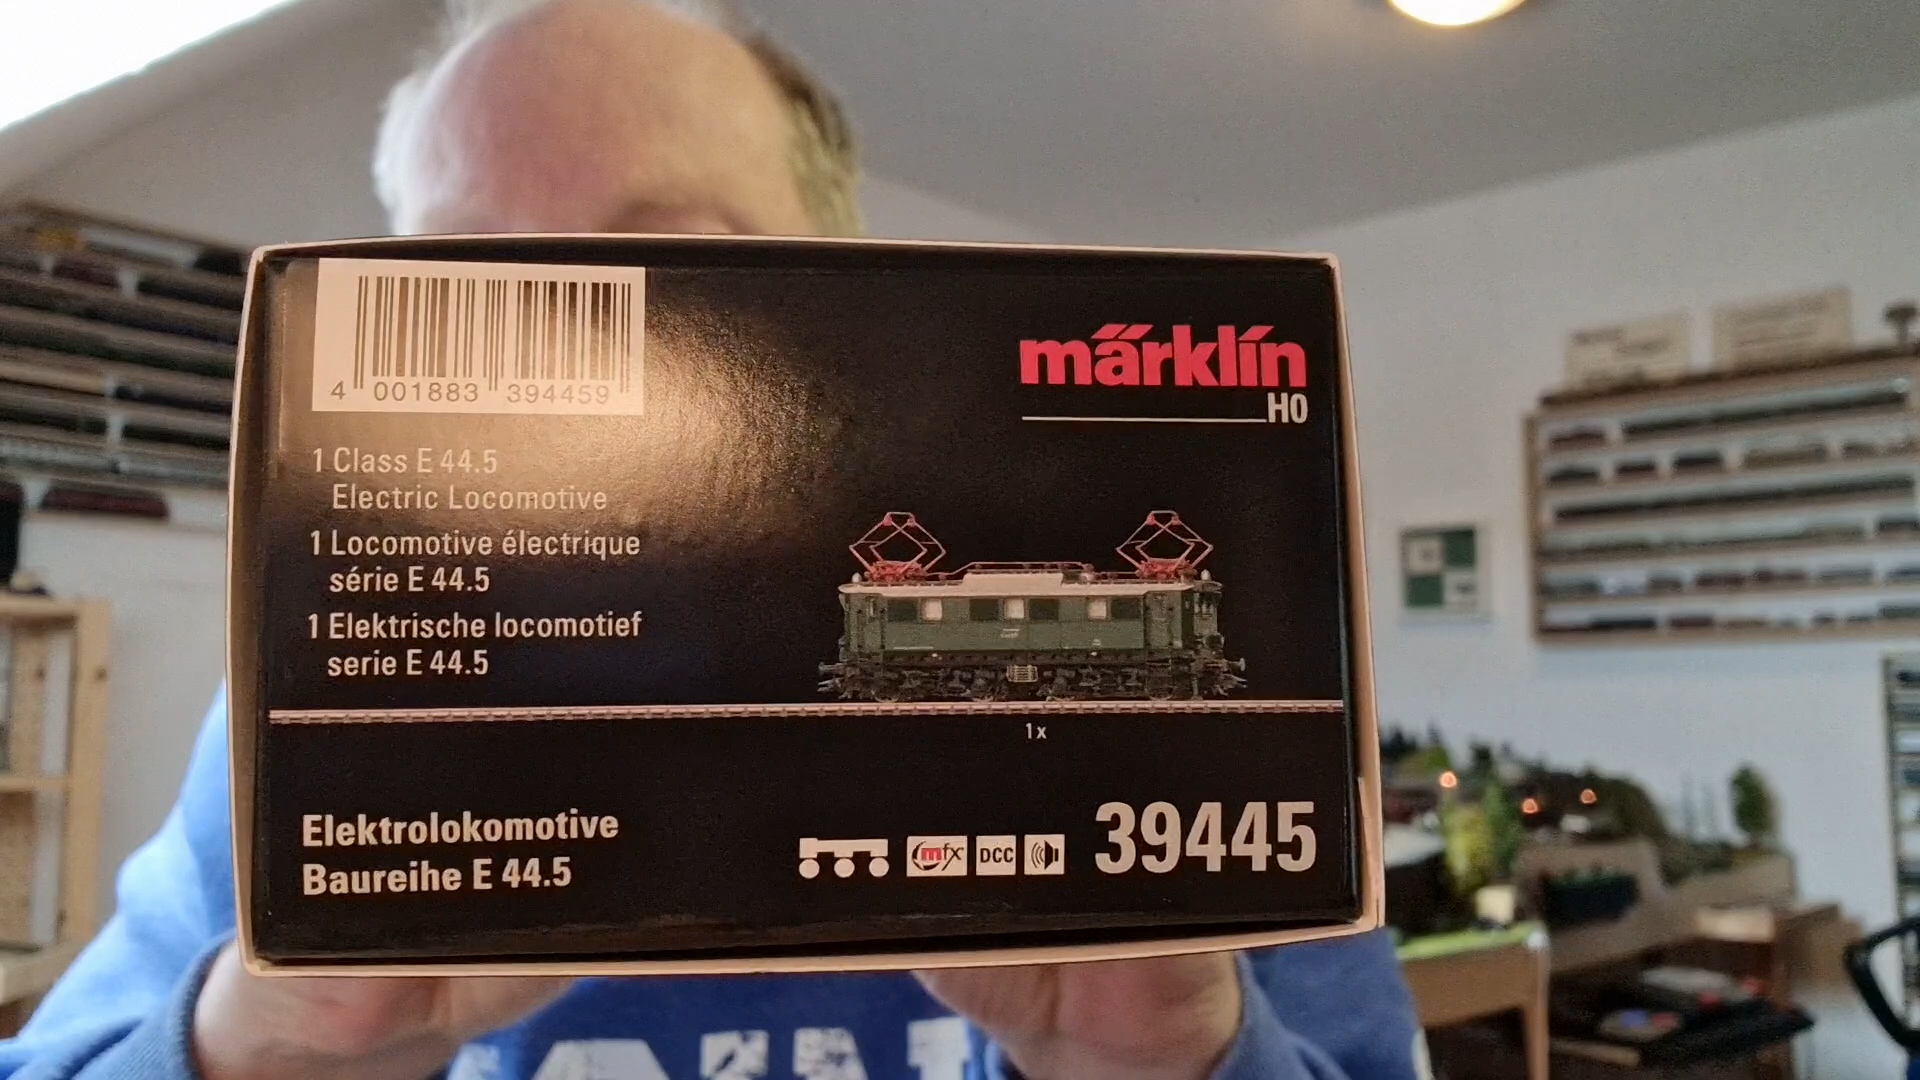 4 001883 394459
märklin
H0
1 Class E 44.5
Electric Locomotive
1 Locomotive électrique
série E 44.5
1 Elektrische locomotief
serie E 44.5
1x
Elektrolokomotive
Baureihe E 44.5
mfx DCC
39445